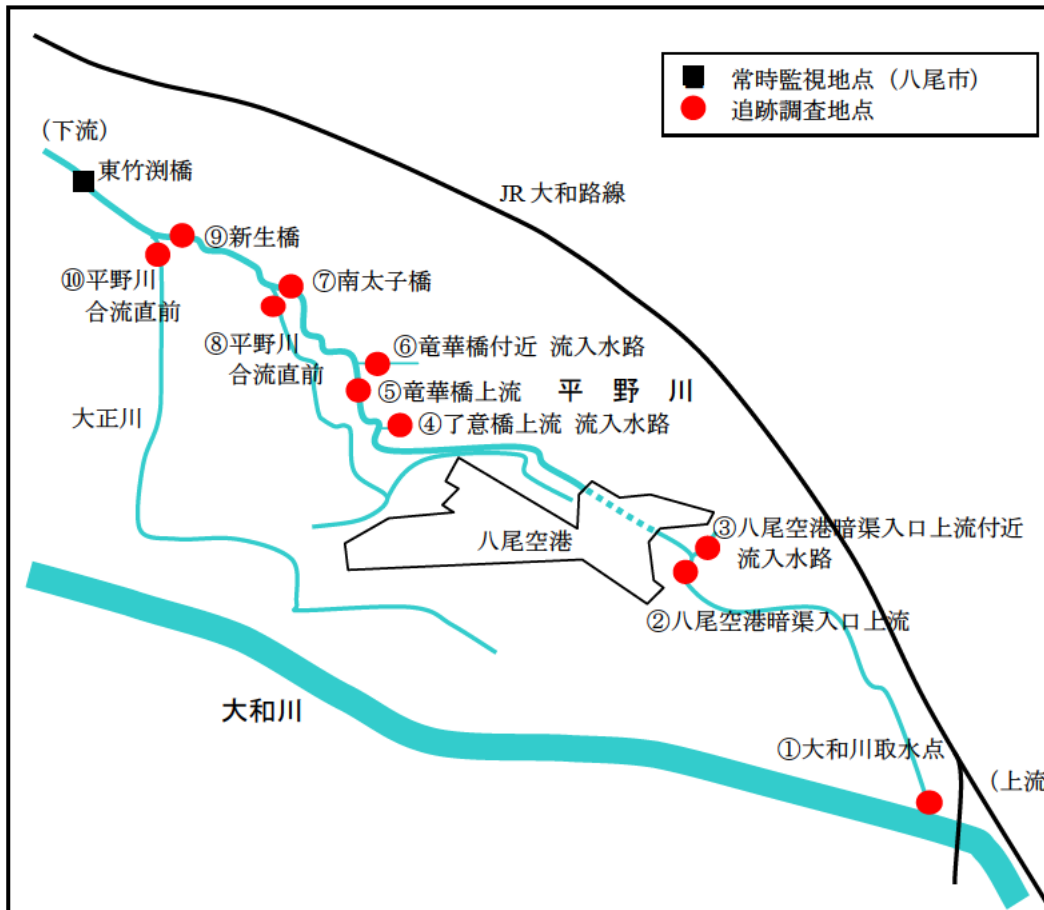 常時監視地点（八尾市）
追跡調査地点
（下流）
東竹渕橋
JR 大和路線
⑨新生橋
⑩平野川
合流直前
⑦南太子橋
⑧平野川
合流直前
⑥竜華橋付近 流入水路
⑤竜華橋上流
平 野 川
④了意橋上流 流入水路
大正川
八尾空港
③八尾空港暗渠入口上流付近
流入水路
②八尾空港暗渠入口上流
大和川
①大和川取水点
（上流